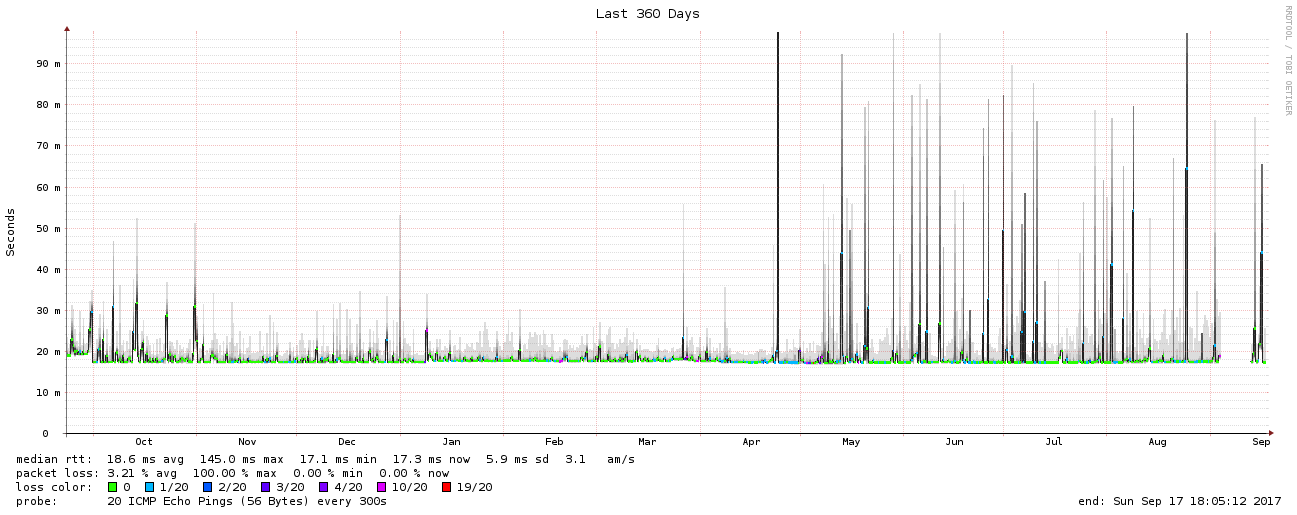 Last 360 Days
RRDTOOL / TOBI OETIKER
Seconds
90 m
80 m
70 m
60 m
50 m
40 m
30 m
20 m
10 m
0
Oct Nov Dec Jan Feb Mar Apr May Jun Jul Aug Sep
median rtt: 18.6 ms avg 145.0 ms max 17.1 ms min 17.3 ms now 5.9 ms sd 3.1 am/s
packet loss: 3.21 % avg 100.00 % max 0.00 % min 0.00 % now
loss color: 0 1/20 2/20 3/20 4/20 10/20 19/20
probe: 20 ICMP Echo Pings (56 Bytes) every 300s end: Sun Sep 17 18:05:12 2017